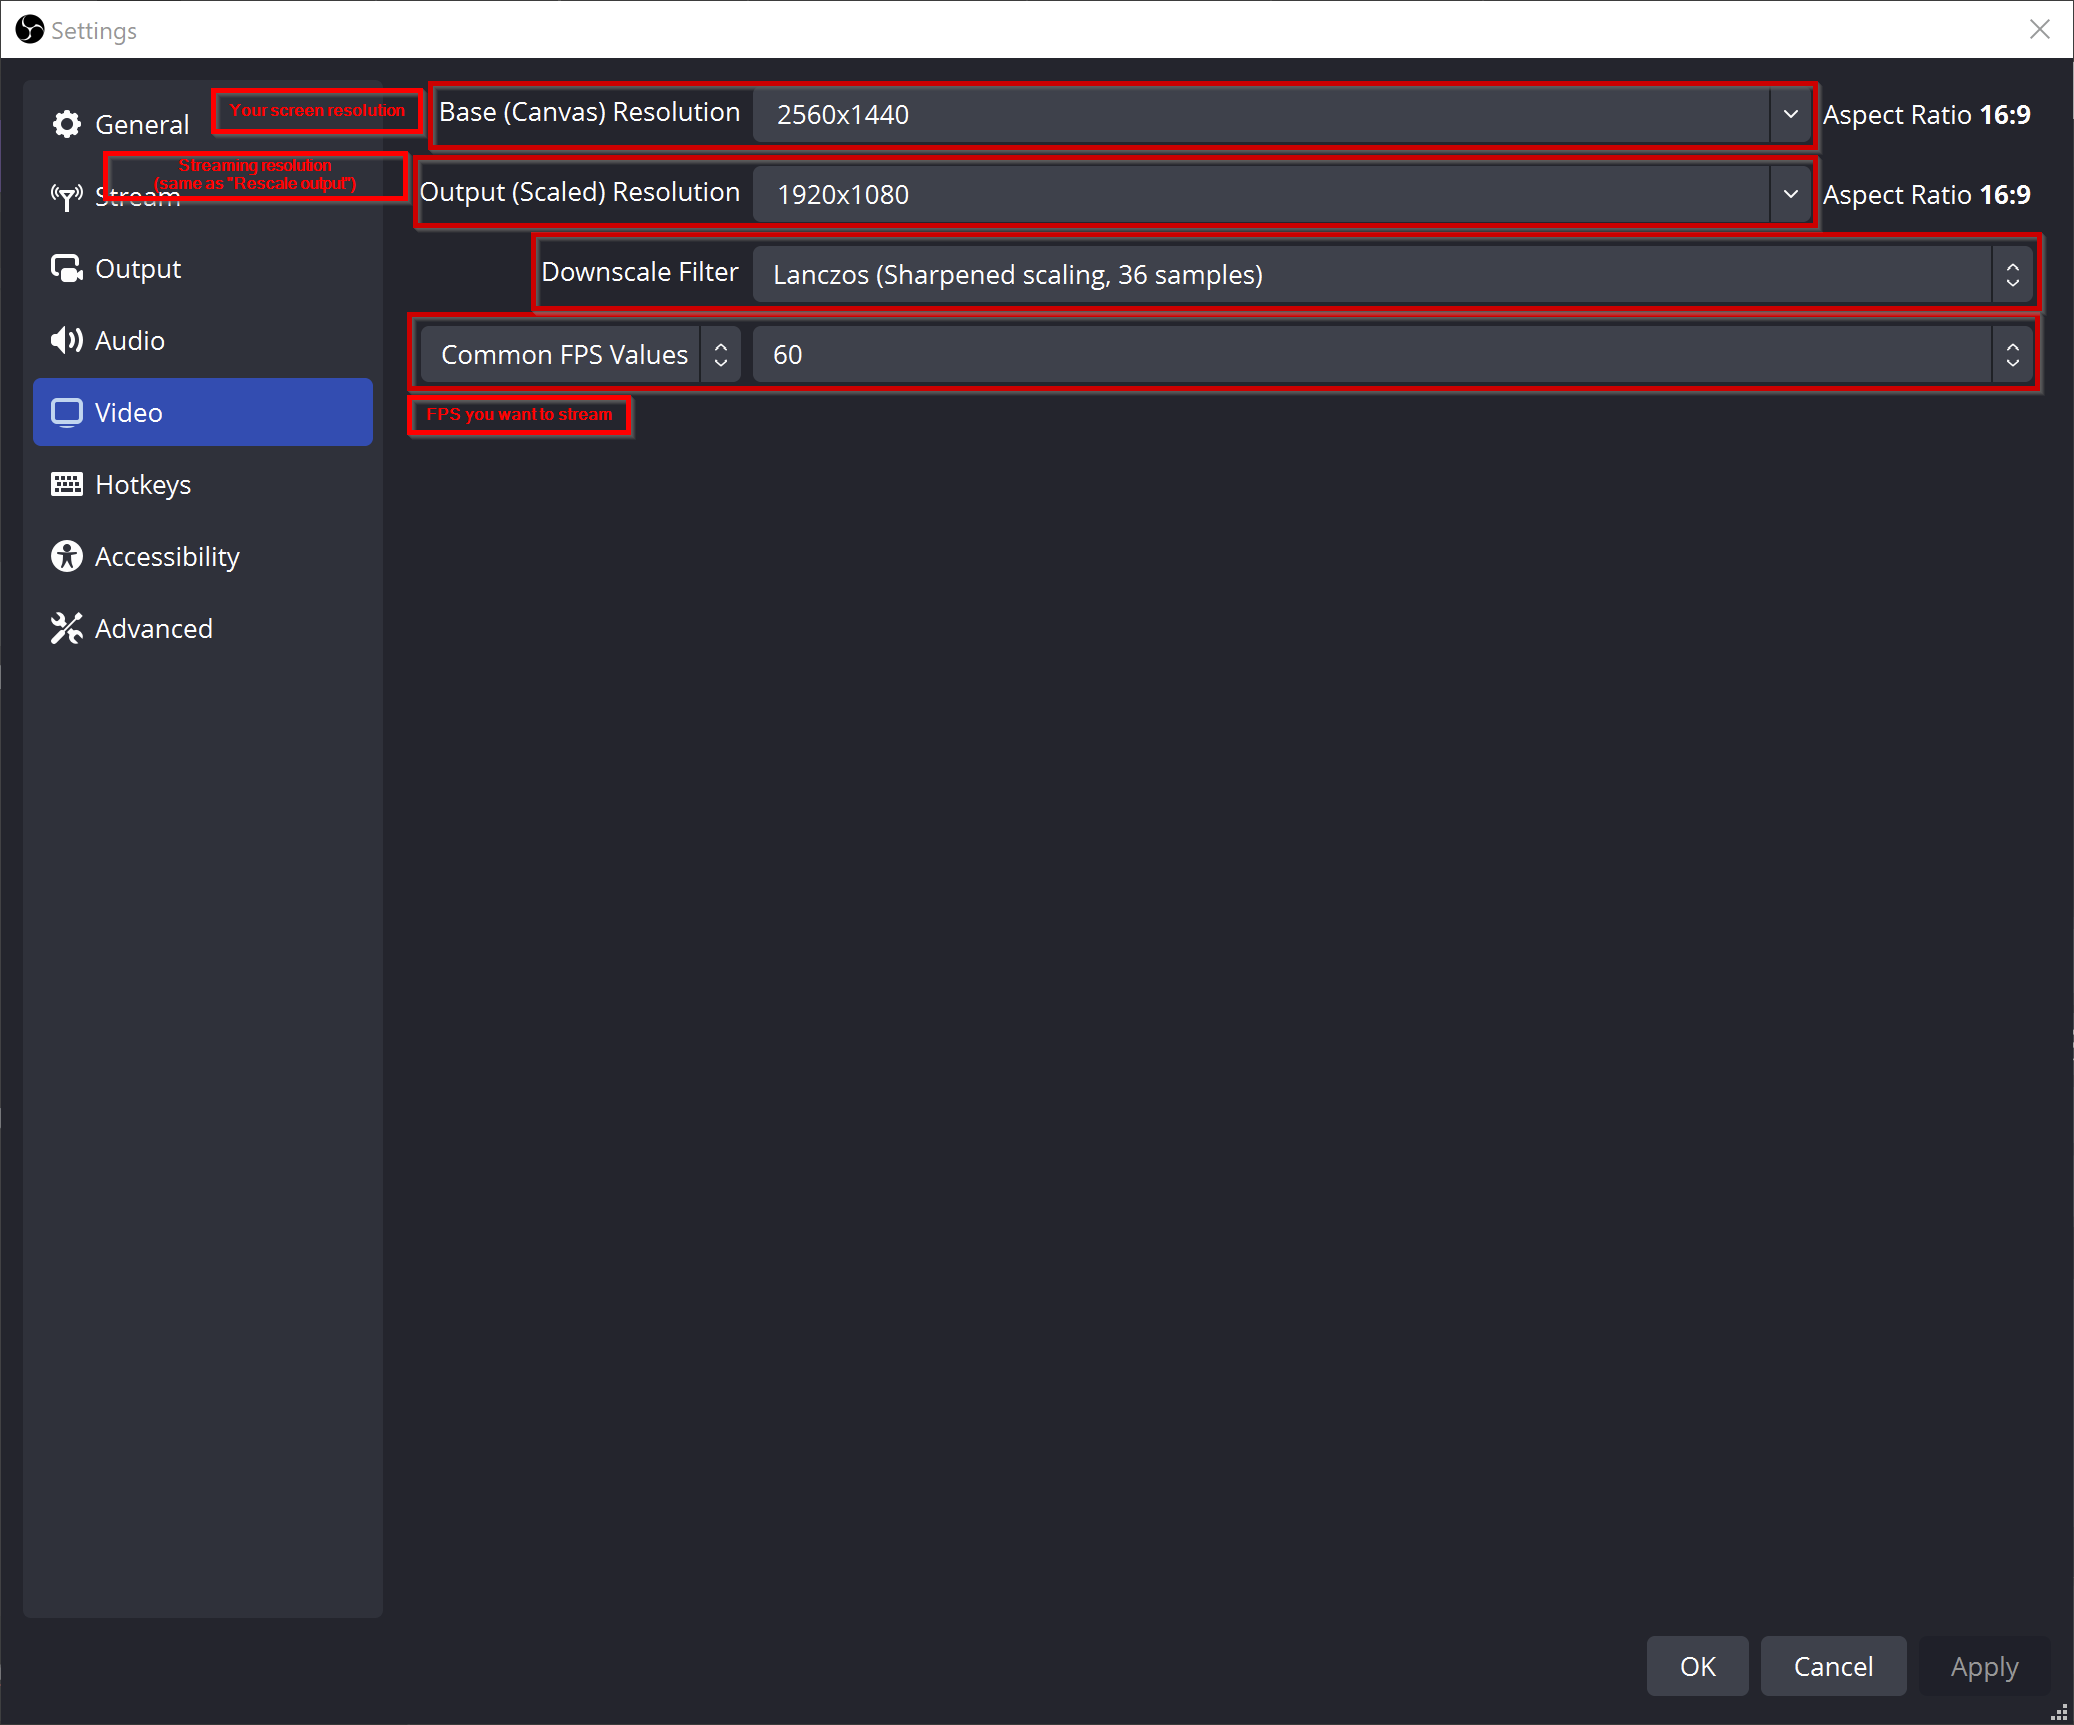 Settings
General
Your screen resolution
Base (Canvas) Resolution 2560x1440 Aspect Ratio 16:9
Streaming resolution
(same as "Rescale output")
Stream
Output (Scaled) Resolution 1920x1080 Aspect Ratio 16:9
Output
Downscale Filter Lanczos (Sharpened scaling, 36 samples)
Audio
Common FPS Values 60
Video
FPS you want to stream
Hotkeys
Accessibility
Advanced
OK Cancel Apply